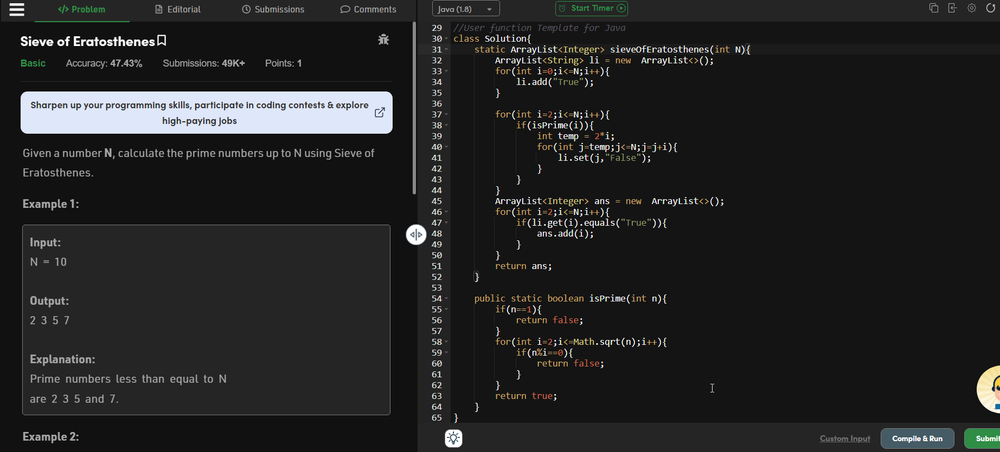 </> Problem
Editorial
Submissions
Comments
Sieve of Eratosthenes
Basic
Accuracy: 47.43%
Submissions: 49K+
Points: 1
Sharpen up your programming skills, participate in coding contests & explore
high-paying jobs
Given a number N, calculate the prime numbers up to N using Sieve of
Eratosthenes.
Example 1:
Input:
N = 10
Output:
2 3 5 7
Explanation:
Prime numbers less than equal to N
are 2 3 5 and 7.
Example 2:
Java (1.8)
Start Timer
29 //User function Template for Java
30 class Solution{
31     static ArrayList<Integer> sieveOfEratosthenes(int N){
32         ArrayList<String> li = new  ArrayList<>();
33         for(int i=0;i<=N;i++){
34             li.add("True");
35         }
36
37         for(int i=2;i<=N;i++){
38             if(isPrime(i)){
39                 int temp = 2*i;
40                 for(int j=temp;j<=N;j=j+i){
41                     li.set(j,"False");
42                 }
43             }
44         }
45         ArrayList<Integer> ans = new  ArrayList<>();
46         for(int i=2;i<=N;i++){
47             if(li.get(i).equals("True")){
48                 ans.add(i);
49             }
50         }
51         return ans;
52     }
53
54     public static boolean isPrime(int n){
55         if(n==1){
56             return false;
57         }
58         for(int i=2;i<=Math.sqrt(n);i++){
59             if(n%i==0){
60                 return false;
61             }
62         }
63         return true;
64     }
65 }
Custom Input
Compile & Run
Submit